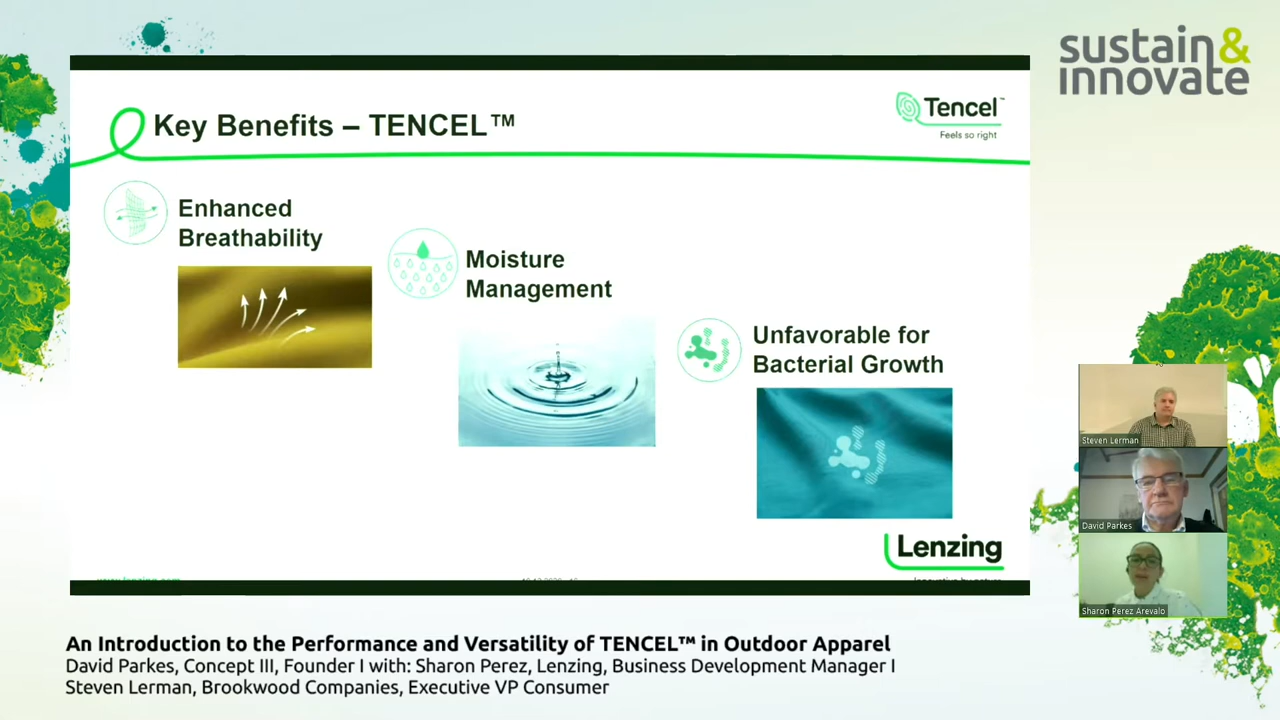 sustain&
innovate
Key Benefits – TENCEL™
Tencel™
Feels so right
Enhanced
Breathability
Moisture
Management
Unfavorable for
Bacterial Growth
Lenzing
Steven Lerman
David Parkes
Sharon Perez Arevalo
An Introduction to the Performance and Versatility of TENCEL™ in Outdoor Apparel
David Parkes, Concept III, Founder I with: Sharon Perez, Lenzing, Business Development Manager I
Steven Lerman, Brookwood Companies, Executive VP Consumer